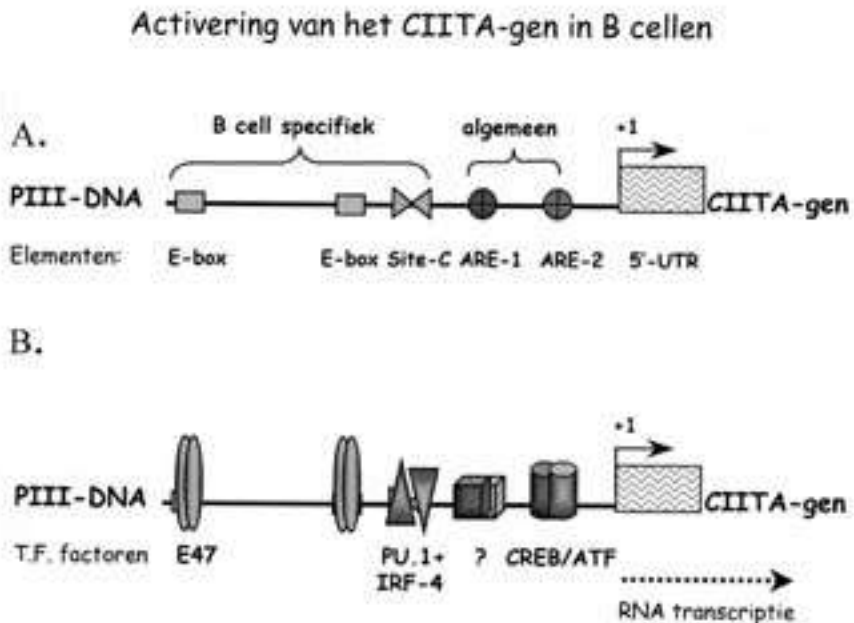 Activering van het CIITA-gen in B cellen
A.
B cell specifiek algemeen +1
PIII-DNA CIITA-gen
Elementen: E-box E-box Site-C ARE-1 ARE-2 5'-UTR
B.
+1
PIII-DNA CIITA-gen
T.F. factoren E47 PU.1+ ? CREB/ATF
IRF-4
RNA transcriptie